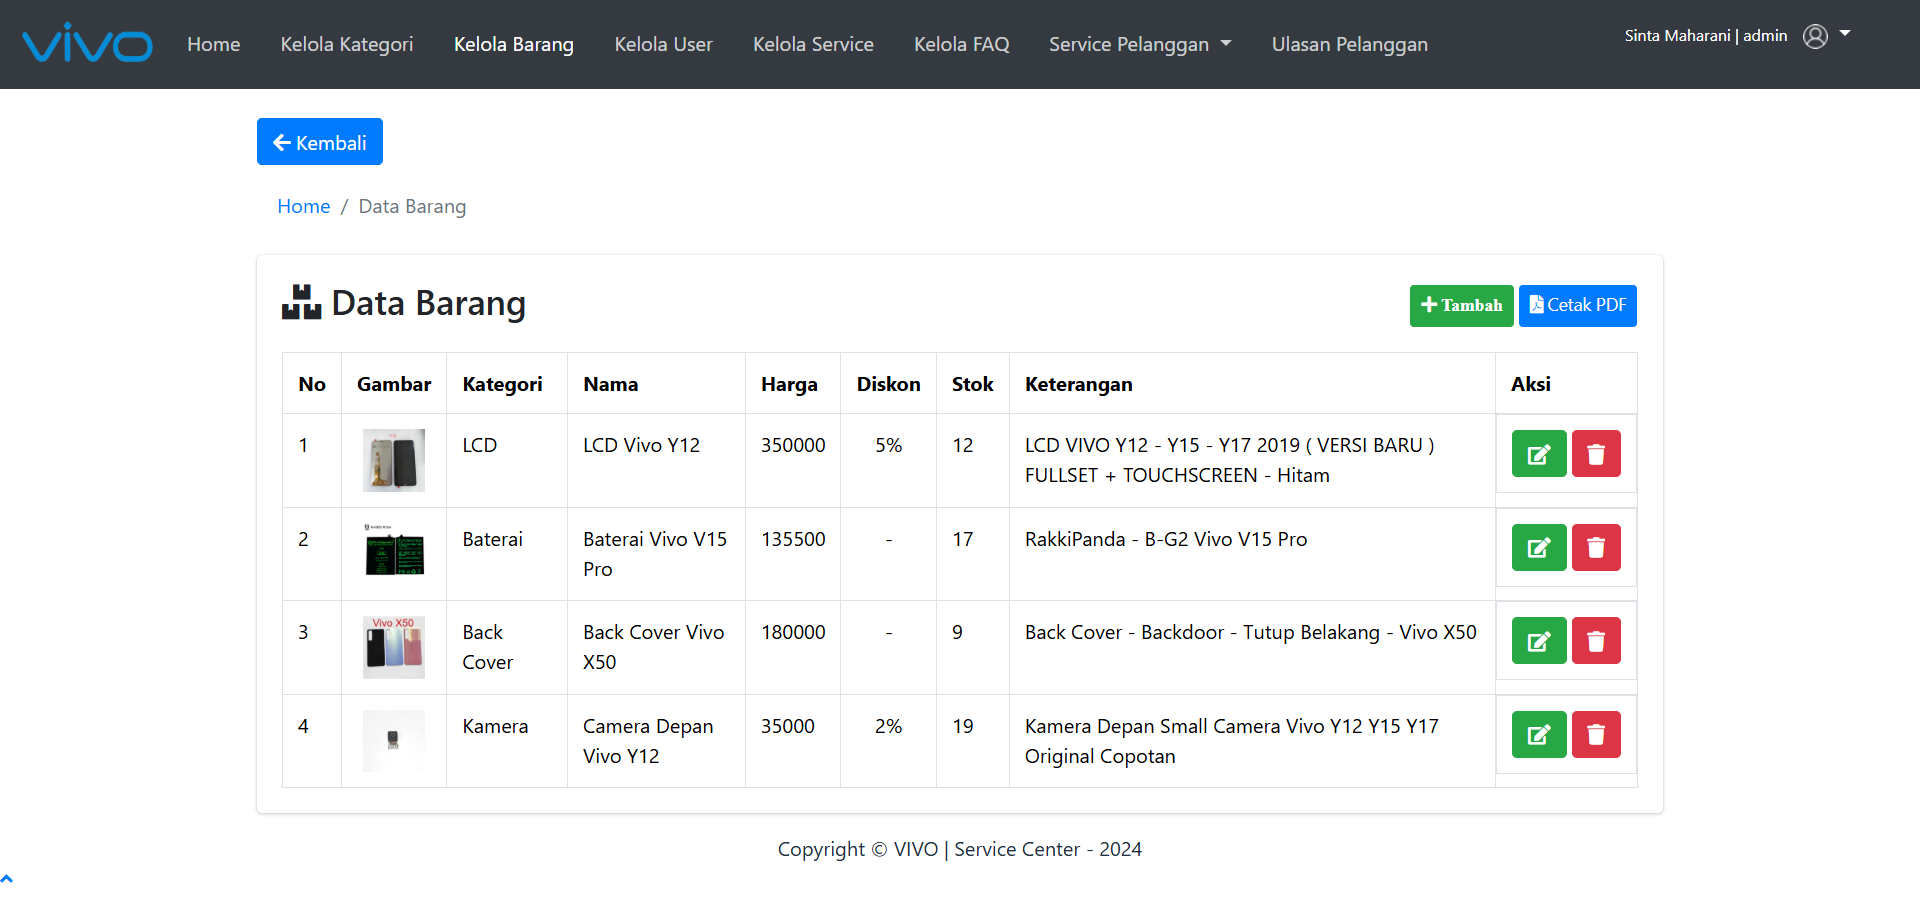 vivo
Home Kelola Kategori Kelola Barang Kelola User Kelola Service Kelola FAQ Service Pelanggan Ulasan Pelanggan Sinta Maharani | admin
Kembali
Home / Data Barang
Data Barang
Tambah Cetak PDF
No Gambar Kategori Nama Harga Diskon Stok Keterangan Aksi
1 LCD LCD Vivo Y12 350000 5% 12 LCD VIVO Y12 - Y15 - Y17 2019 ( VERSI BARU )
FULLSET + TOUCHSCREEN - Hitam
2 Baterai Baterai Vivo V15 135500 - 17 RakkiPanda - B-G2 Vivo V15 Pro
Pro
Vivo X50
3 Back Back Cover Vivo 180000 - 9 Back Cover - Backdoor - Tutup Belakang - Vivo X50
Cover X50
4 Kamera Camera Depan 35000 2% 19 Kamera Depan Small Camera Vivo Y12 Y15 Y17
Vivo Y12 Original Copotan
Copyright © VIVO | Service Center - 2024